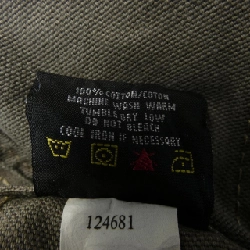 100% COTTON/COTON
MACHINE WASH WARM
TUMBLE DRY LOW
DO NOT BLEACH
COOL IRON IF NECESSARY
124681